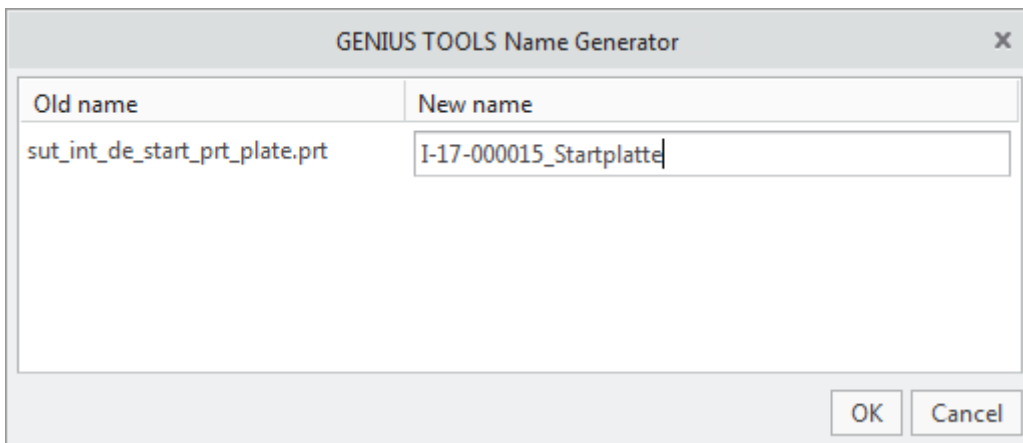 GENIUS TOOLS Name Generator
Old name New name
sut_int_de_start_prt_plate.prt I-17-000015_Startplatte
OK Cancel